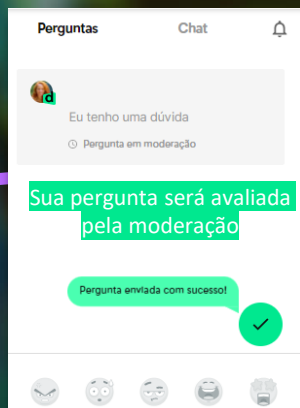 Perguntas Chat
d
Eu tenho uma dúvida
Pergunta em moderação
Sua pergunta será avaliada
pela moderação
Pergunta enviada com sucesso!